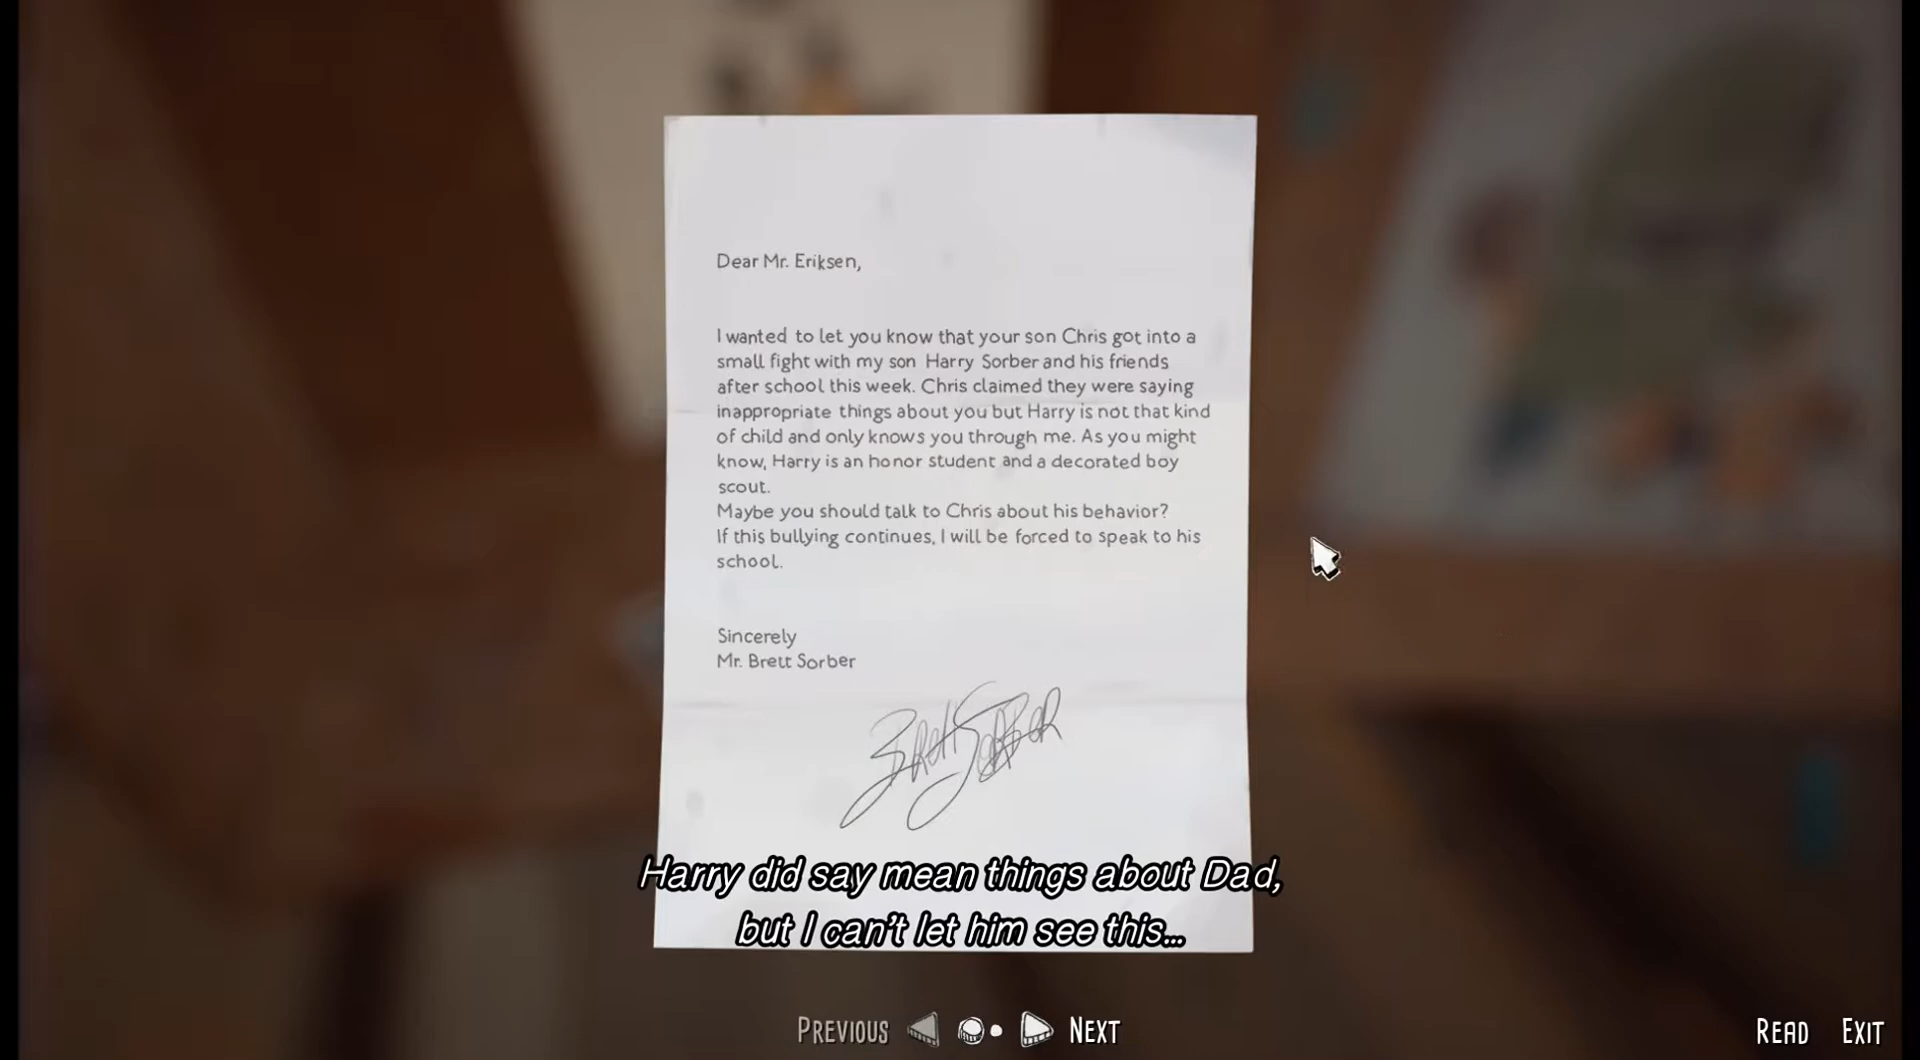 Dear Mr. Eriksen,
I wanted to let you know that your son Chris got into a
small fight with my son Harry Sorber and his friends
after school this week. Chris claimed they were saying
inappropriate things about you but Harry is not that kind
of child and only knows you through me. As you might
know, Harry is an honor student and a decorated boy
scout.
Maybe you should talk to Chris about his behavior?
If this bullying continues, I will be forced to speak to his
school.
Sincerely
Mr. Brett Sorber
Brett Sorber
Harry did say mean things about Dad,
but I can't let him see this...
PREVIOUS NEXT
READ EXIT